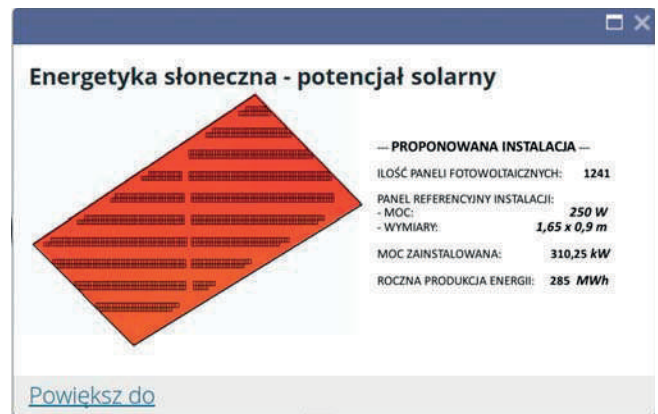 Energetyka słoneczna - potencjał solarny
— PROPONOWANA INSTALACJA —
ILOŚĆ PANELI FOTOWOLTAICZNYCH: 1241
PANEL REFERENCYJNY INSTALACJI:
- MOC: 250 W
- WYMIARY: 1,65 x 0,9 m
MOC ZAINSTALOWANA: 310,25 kW
ROCZNA PRODUKCJA ENERGII: 285 MWh
Powiększ do